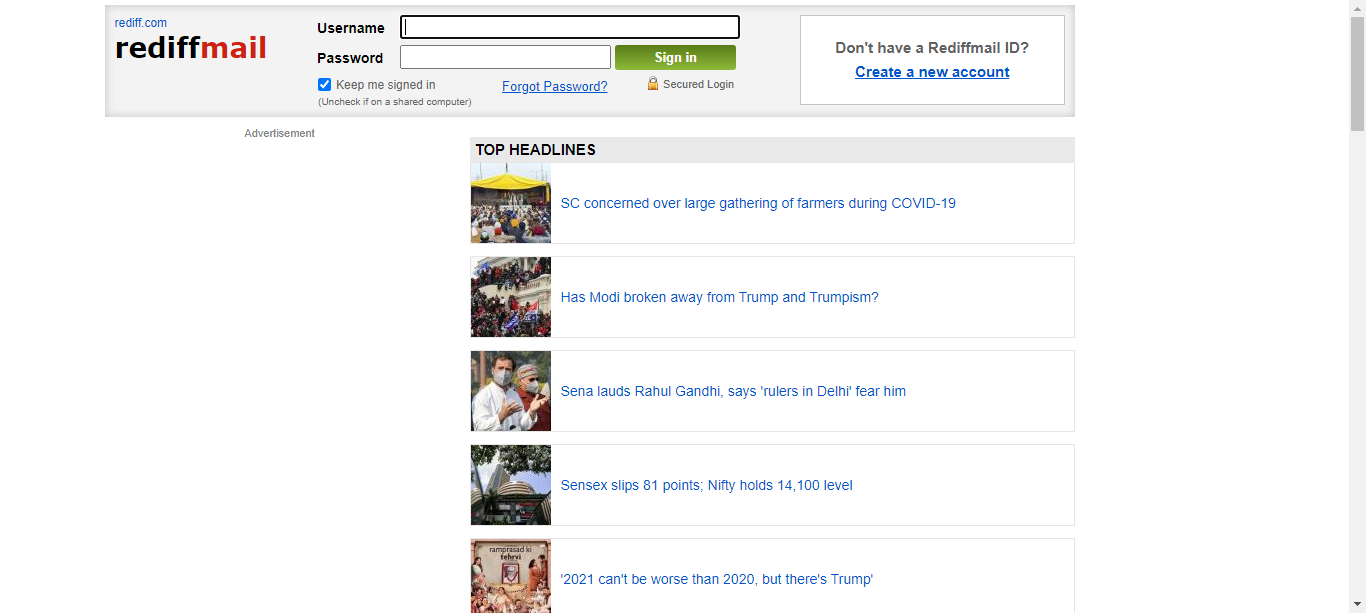 rediff.com
rediffmail
Username
Password
Sign in
Keep me signed in
Forgot Password?
Secured Login
(Uncheck if on a shared computer)
Don't have a Rediffmail ID?
Create a new account
Advertisement
TOP HEADLINES
SC concerned over large gathering of farmers during COVID-19
Has Modi broken away from Trump and Trumpism?
Sena lauds Rahul Gandhi, says 'rulers in Delhi' fear him
Sensex slips 81 points; Nifty holds 14,100 level
ramprasad ki
tehrvi
'2021 can't be worse than 2020, but there's Trump'